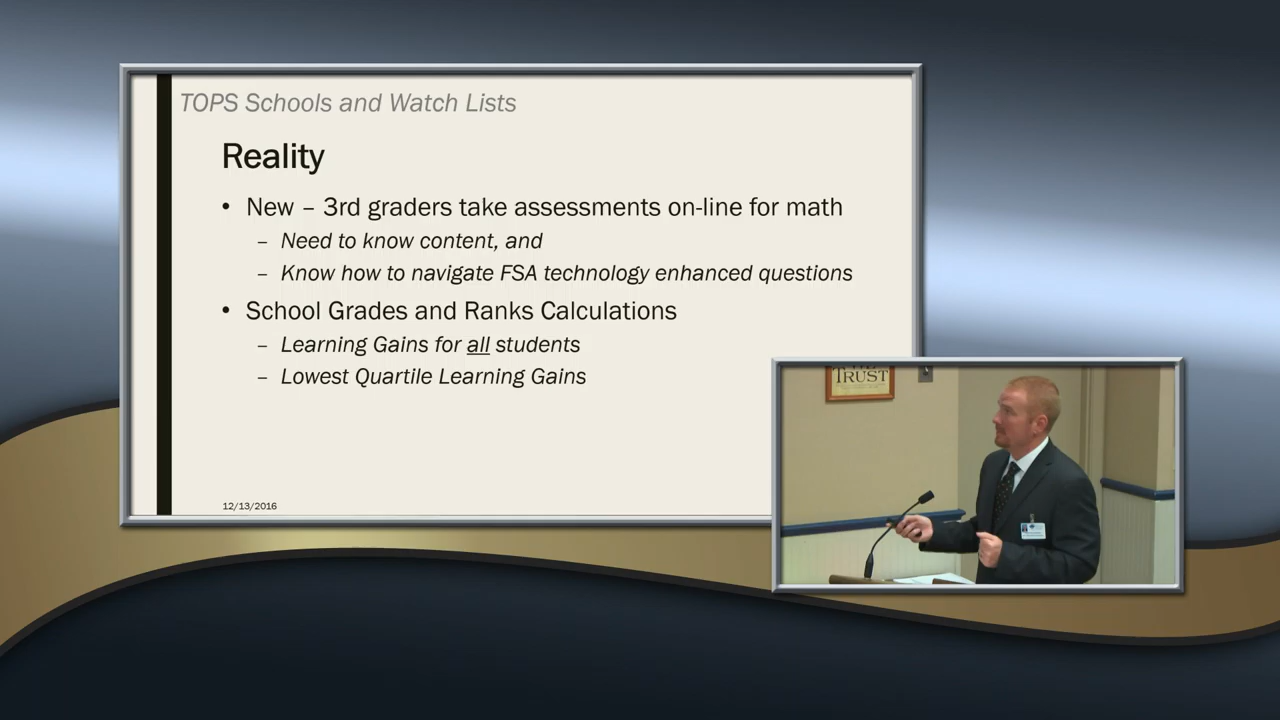 TOPS Schools and Watch Lists
Reality
• New – 3rd graders take assessments on-line for math
– Need to know content, and
– Know how to navigate FSA technology enhanced questions
• School Grades and Ranks Calculations
– Learning Gains for all students
– Lowest Quartile Learning Gains
12/13/2016
TRUST